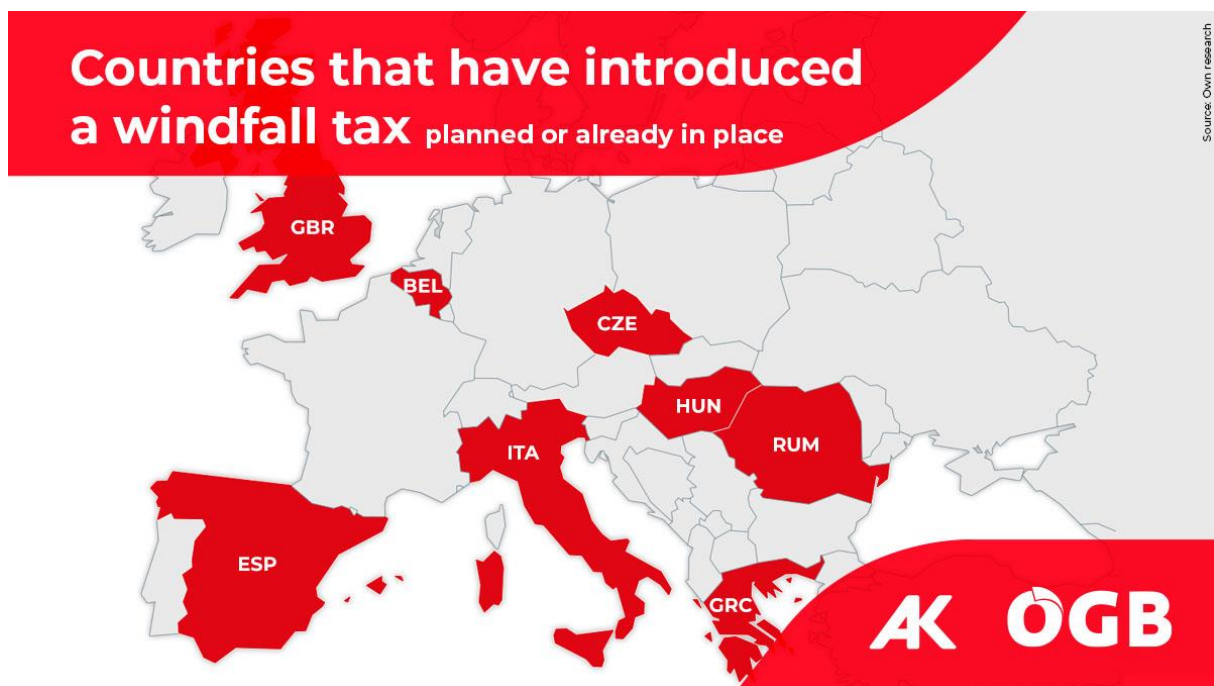 Countries that have introduced
a windfall tax planned or already in place
Source: Own research
GBR
BEL
CZE
HUN
RUM
ITA
ESP
GRC
AK ÖGB